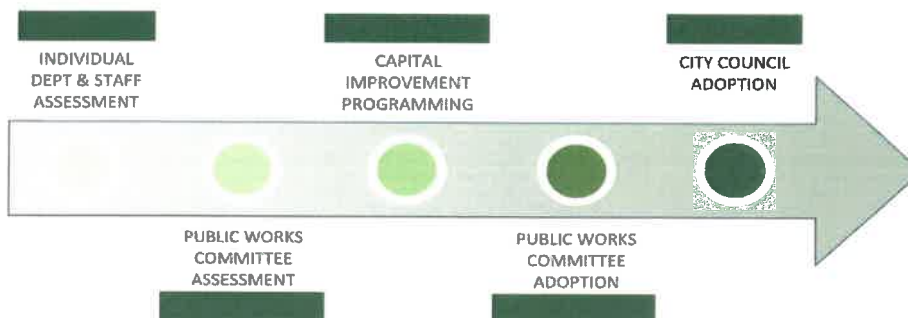 INDIVIDUAL
DEPT & STAFF
ASSESSMENT
PUBLIC WORKS
COMMITTEE
ASSESSMENT
CAPITAL
IMPROVEMENT
PROGRAMMING
PUBLIC WORKS
COMMITTEE
ADOPTION
CITY COUNCIL
ADOPTION